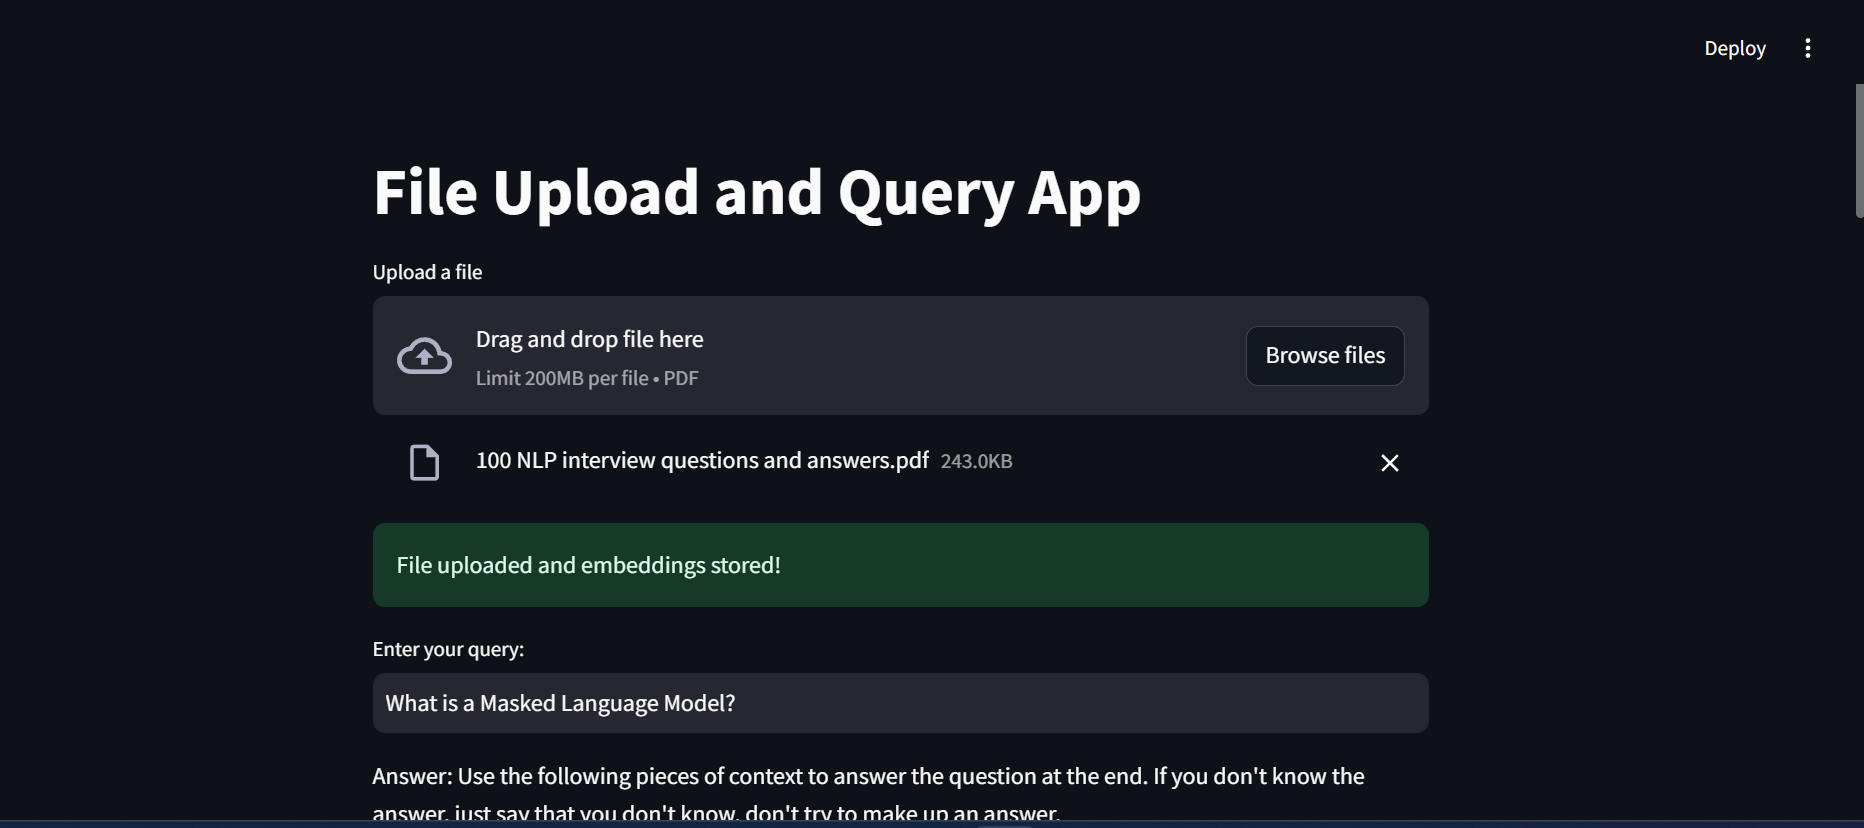 Deploy
File Upload and Query App
Upload a file
Drag and drop file here
Limit 200MB per file • PDF
Browse files
100 NLP interview questions and answers.pdf 243.0KB
File uploaded and embeddings stored!
Enter your query:
What is a Masked Language Model?
Answer: Use the following pieces of context to answer the question at the end. If you don't know the
answer, just say that you don't know, don't try to make up an answer.